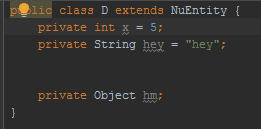 public class D extends NuEntity {
    private int x = 5;
    private String hey = "hey";
    private Object hm;
}